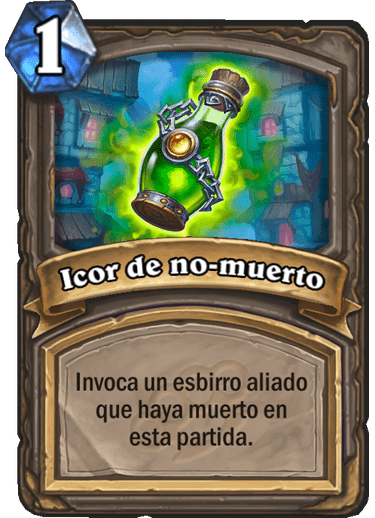 1
Icor de no-muerto
Invoca un esbirro aliado
que haya muerto en
esta partida.